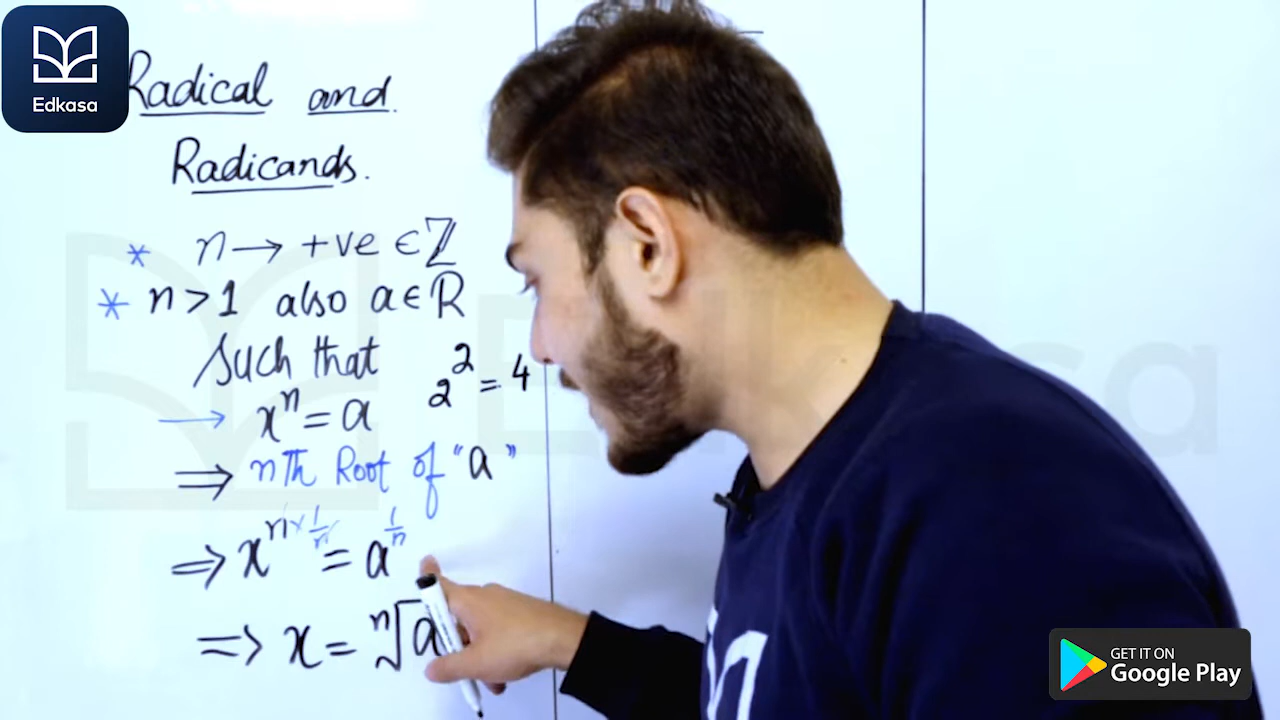 Edkasa
Radical and
Radicands.
* n → +ve ∈ ℤ
* n > 1 also a ∈ ℝ
Such that
→ xⁿ = a 2² = 4
⇒ nth Root of "a"
⇒ x^{n × 1/n} = a^{1/n}
⇒ x = ⁿ√a
Edkasa
GET IT ON
Google Play